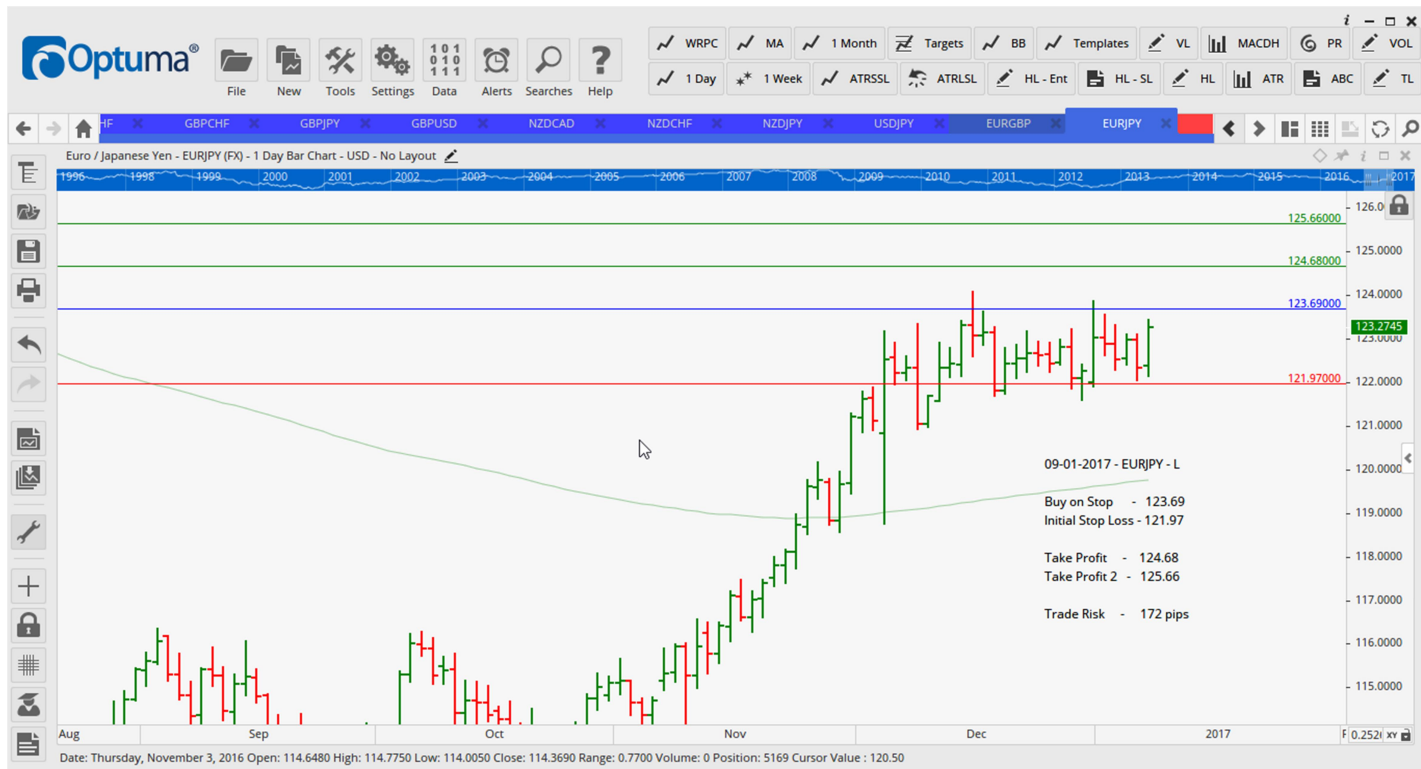 i
Optuma®
File New Tools Settings Data Alerts Searches Help
WRPC MA 1 Month Targets BB Templates VL MACDH PR VOL
1 Day 1 Week ATRSSL ATRLSL HL - Ent HL - SL HL ATR ABC TL
HF GBPCHF GBPJPY GBPUSD NZDCAD NZDCHF NZDJPY USDJPY EURGBP EURJPY
Euro / Japanese Yen - EURJPY (FX) - 1 Day Bar Chart - USD - No Layout
1996 1998 1999 2000 2001 2002 2003 2004 2005 2006 2007 2008 2009 2010 2011 2012 2013 2014 2015 2016 2017
126.0
125.66000
125.0000
124.68000
124.0000
123.69000
123.2745
123.0000
121.97000
122.0000
121.0000
120.0000
119.0000
118.0000
117.0000
116.0000
115.0000
09-01-2017 - EURJPY - L
Buy on Stop - 123.69
Initial Stop Loss - 121.97
Take Profit - 124.68
Take Profit 2 - 125.66
Trade Risk - 172 pips
Aug Sep Oct Nov Dec 2017 F 0.252 XY
Date: Thursday, November 3, 2016 Open: 114.6480 High: 114.7750 Low: 114.0050 Close: 114.3690 Range: 0.7700 Volume: 0 Position: 5169 Cursor Value : 120.50